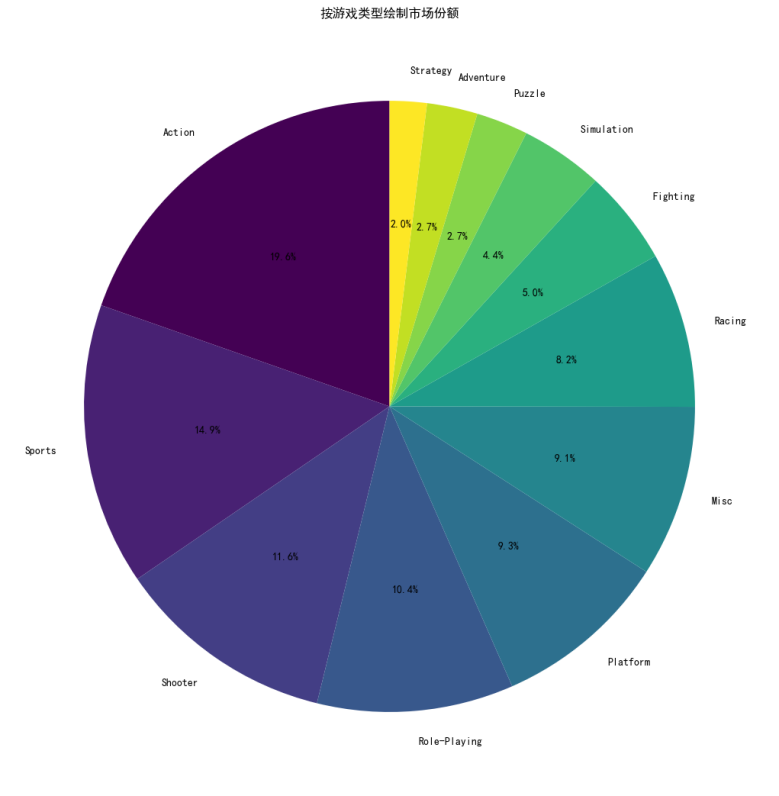 按游戏类型绘制市场份额
Strategy
Adventure
Puzzle
Simulation
Action
Fighting
2.0%
2.7%
2.7%
4.4%
19.6%
5.0%
Racing
8.2%
14.9%
Sports
9.1%
Misc
9.3%
11.6%
10.4%
Platform
Shooter
Role-Playing